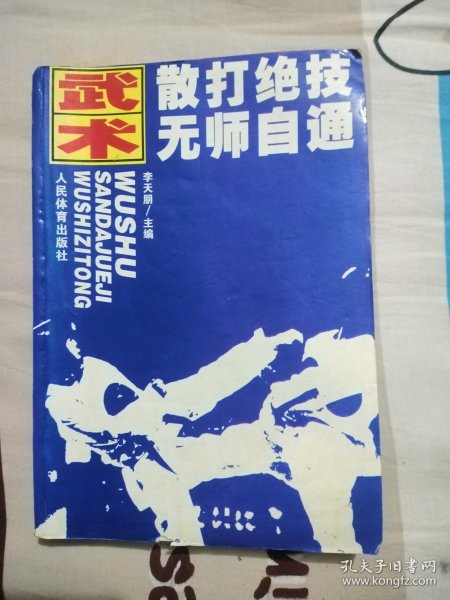 武术
散打绝技
无师自通
WUSHU
SANDAJUEJI
WUSHIZITONG
李天朋/主编
人民体育出版社
孔夫子旧书网
www.kongfz.com